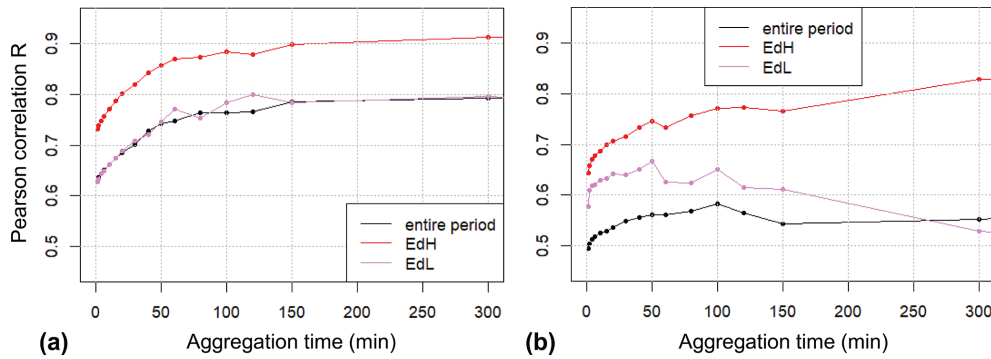 Pearson correlation R
0.9
0.8
0.7
0.6
0.5
entire period
EdH
EdL
0 50 100 150 200 250 300
(a) Aggregation time (min)
0.9
0.8
0.7
0.6
0.5
entire period
EdH
EdL
0 50 100 150 200 250 300
(b) Aggregation time (min)